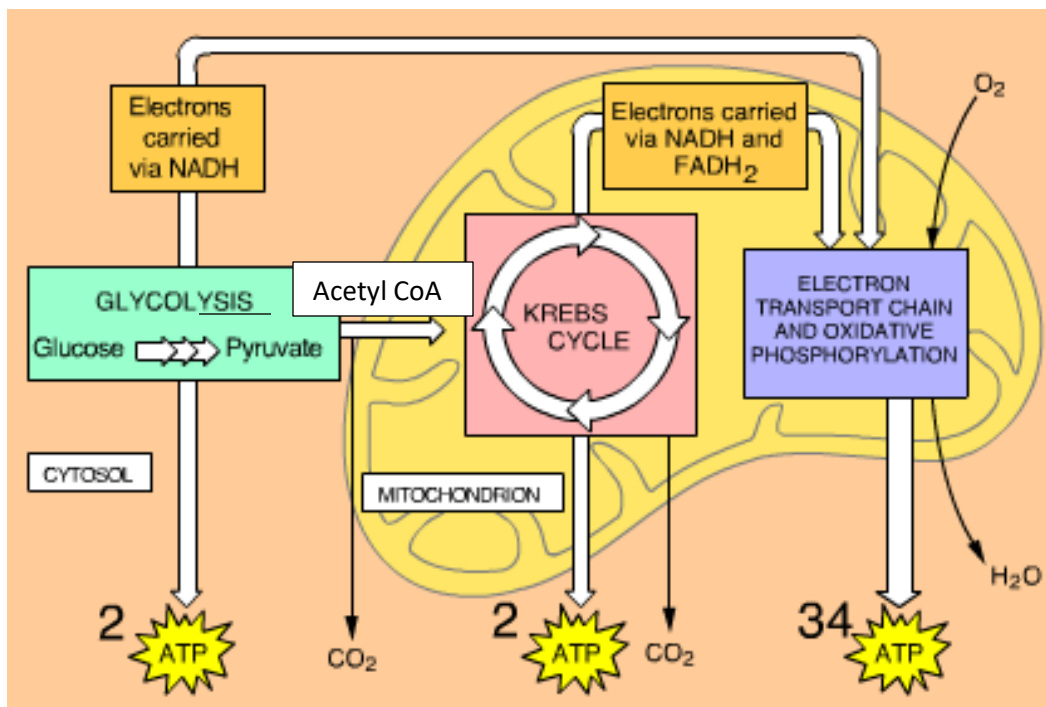 Electrons
carried
via NADH
Electrons carried
via NADH and
FADH2
O2
GLYCOLYSIS
Glucose Pyruvate
Acetyl CoA
KREBS
CYCLE
ELECTRON
TRANSPORT CHAIN
AND OXIDATIVE
PHOSPHORYLATION
CYTOSOL
MITOCHONDRION
H2O
2 ATP
CO2
2 ATP
CO2
34 ATP